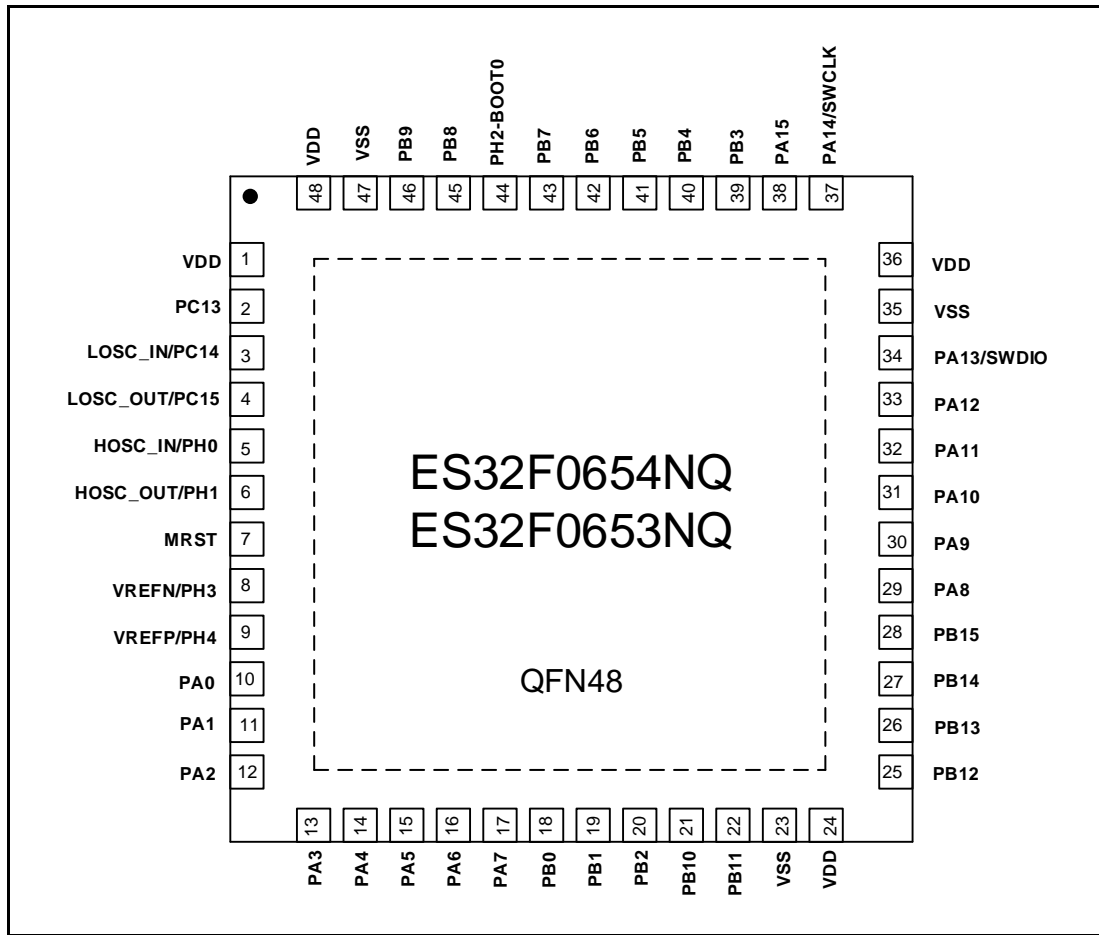 VDD
VSS
PB9
PB8
PH2-BOOT0
PB7
PB6
PB5
PB4
PB3
PA15
PA14/SWCLK
48
47
46
45
44
43
42
41
40
39
38
37
VDD 1
PC13 2
LOSC_IN/PC14 3
LOSC_OUT/PC15 4
HOSC_IN/PH0 5
HOSC_OUT/PH1 6
MRST 7
VREFN/PH3 8
VREFP/PH4 9
PA0 10
PA1 11
PA2 12
ES32F0654NQ
ES32F0653NQ
QFN48
36 VDD
35 VSS
34 PA13/SWDIO
33 PA12
32 PA11
31 PA10
30 PA9
29 PA8
28 PB15
27 PB14
26 PB13
25 PB12
13
14
15
16
17
18
19
20
21
22
23
24
PA3
PA4
PA5
PA6
PA7
PB0
PB1
PB2
PB10
PB11
VSS
VDD